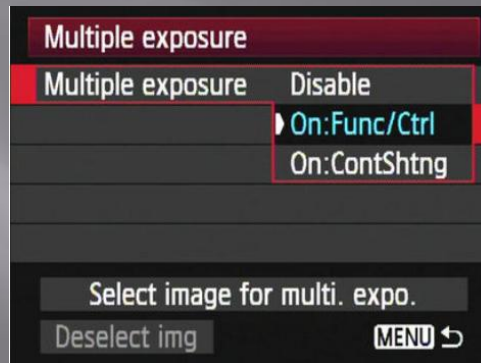 Multiple exposure
Multiple exposure Disable
On:Func/Ctrl
On:ContShtng
Select image for multi. expo.
Deselect img MENU